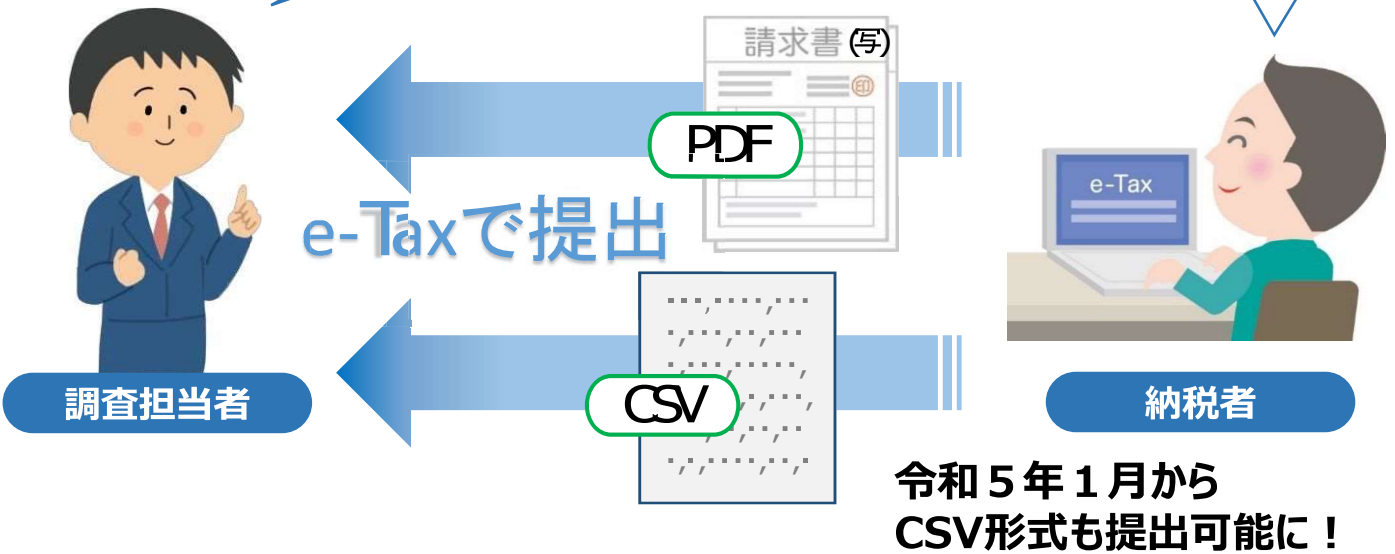 請求書(写)
印
PDF
e-Tax
e-Taxで提出
CSV
調査担当者
納税者
令和５年１月から
CSV形式も提出可能に！